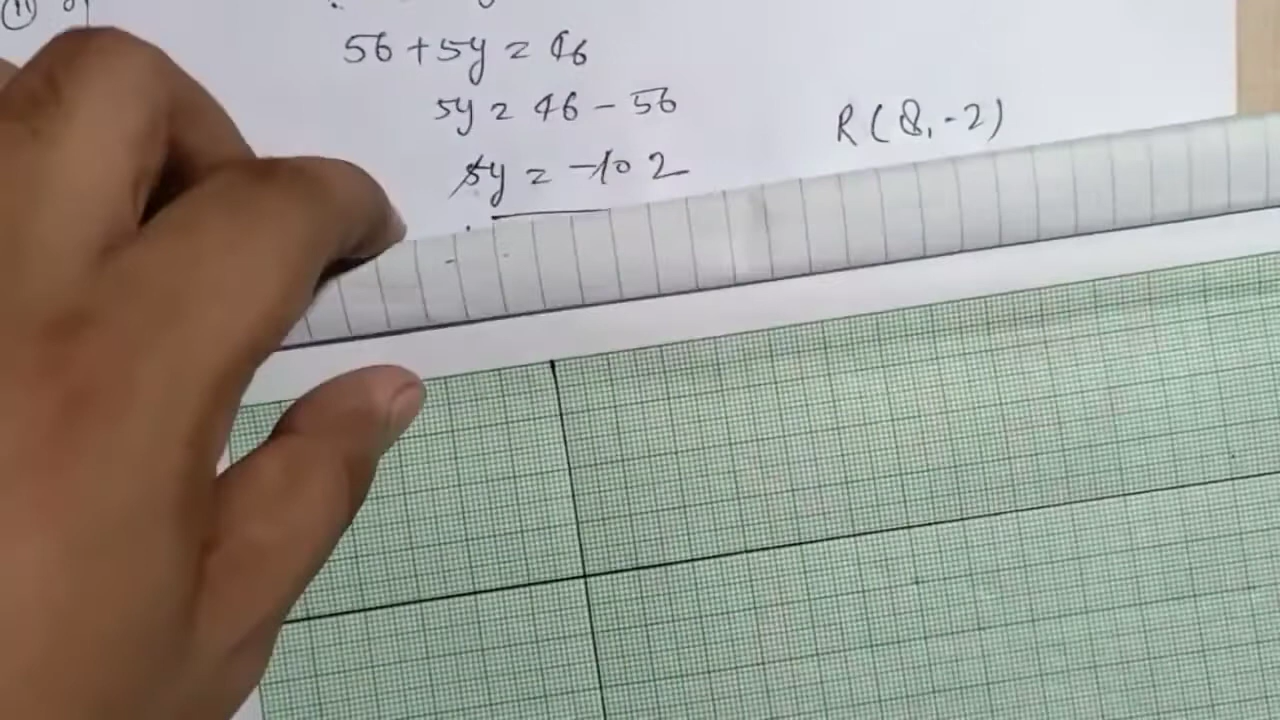 56 + 5y = 46
5y = 46 - 56
5y = -10 2
R(8, -2)